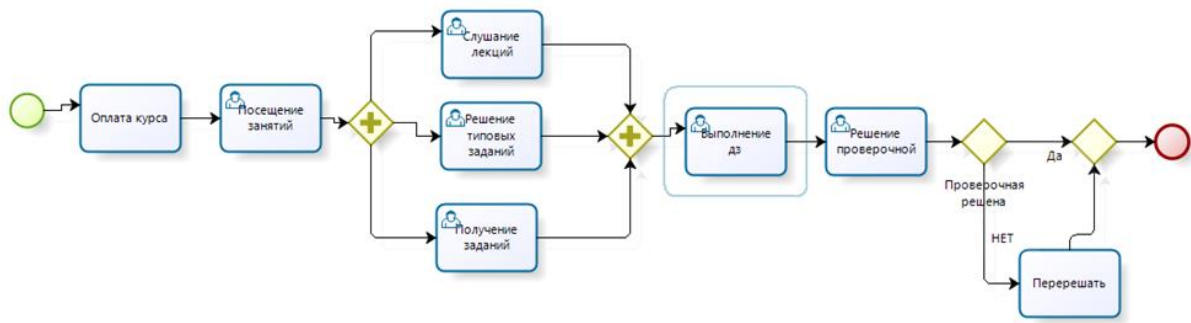 Оплата курса
Посещение
занятий
Слушание
лекций
Решение
типовых
заданий
Получение
заданий
Выполнение
дз
Решение
проверочной
Проверочная
решена
Да
НЕТ
Перерешать